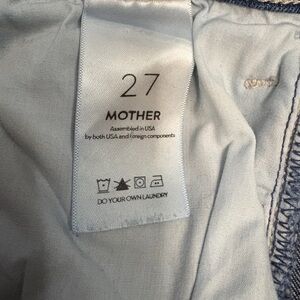 27
MOTHER
Assembled in USA
by both USA and foreign components
DO YOUR OWN LAUNDRY